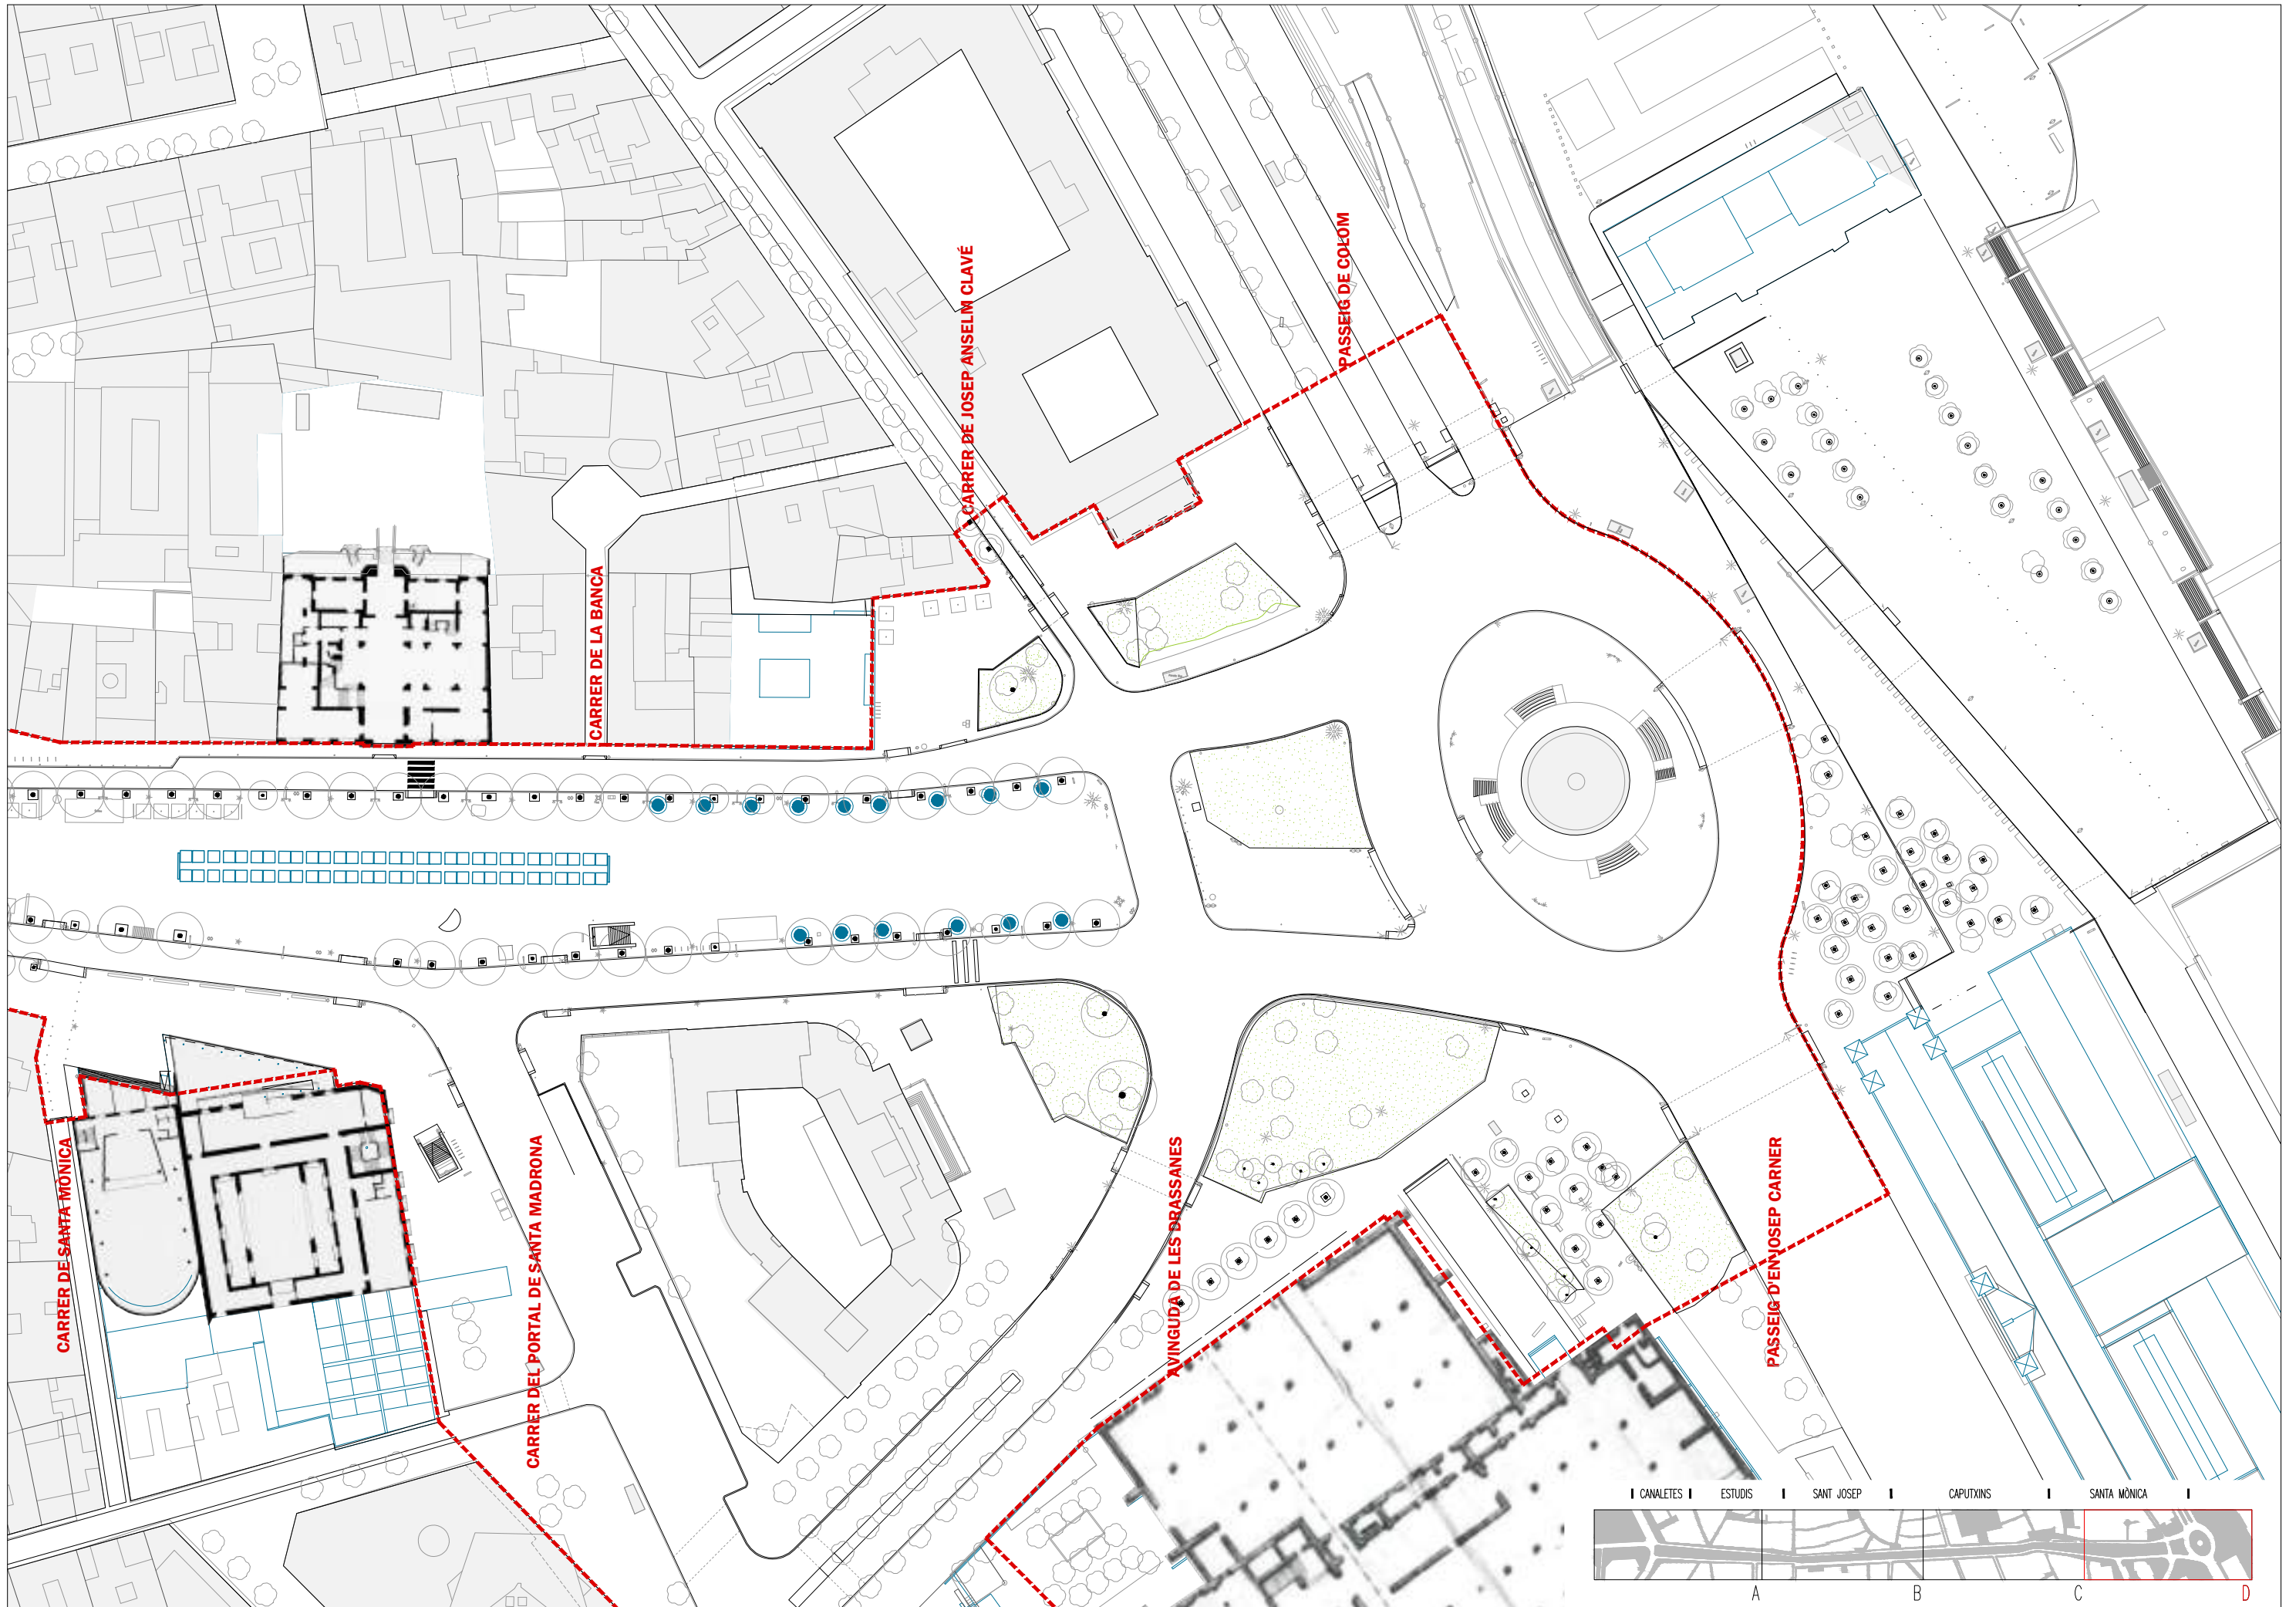 CARRER DE JOSEP ANSELM CLAVÉ
PASSEIG DE COLOM
CARRER DE LA BANCA
CARRER DE SANTA MÒNICA
CARRER DEL PORTAL DE SANTA MADRONA
AVINGUDA DE LES DRASSANES
PASSEIG D'EN JOSEP CARNER
CANALETES ESTUDIS SANT JOSEP CAPUTXINS SANTA MÒNICA
A B C D